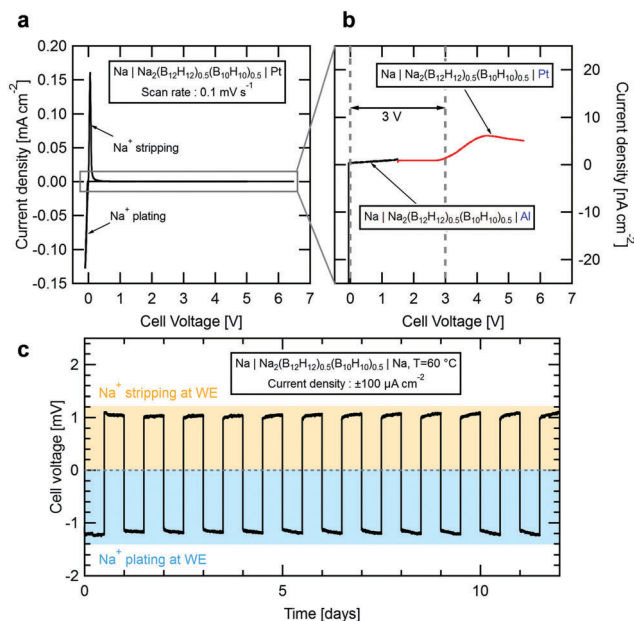 a
0.20
0.15
0.10
0.05
0.00
-0.05
-0.10
-0.15
Current density [mA cm⁻²]
Na | Na₂(B₁₂H₁₂)₀.₅(B₁₀H₁₀)₀.₅ | Pt
Scan rate : 0.1 mV s⁻¹
Na⁺ stripping
Na⁺ plating
0 1 2 3 4 5 6 7
Cell Voltage [V]
b
Na | Na₂(B₁₂H₁₂)₀.₅(B₁₀H₁₀)₀.₅ | Pt
3 V
Na | Na₂(B₁₂H₁₂)₀.₅(B₁₀H₁₀)₀.₅ | Al
20
10
0
-10
-20
Current density [nA cm⁻²]
0 1 2 3 4 5 6 7
Cell Voltage [V]
c
Na | Na₂(B₁₂H₁₂)₀.₅(B₁₀H₁₀)₀.₅ | Na, T=60 °C
Current density : ±100 µA cm⁻²
Na⁺ stripping at WE
2
1
0
-1
-2
Cell voltage [mV]
Na⁺ plating at WE
0 5 10
Time [days]